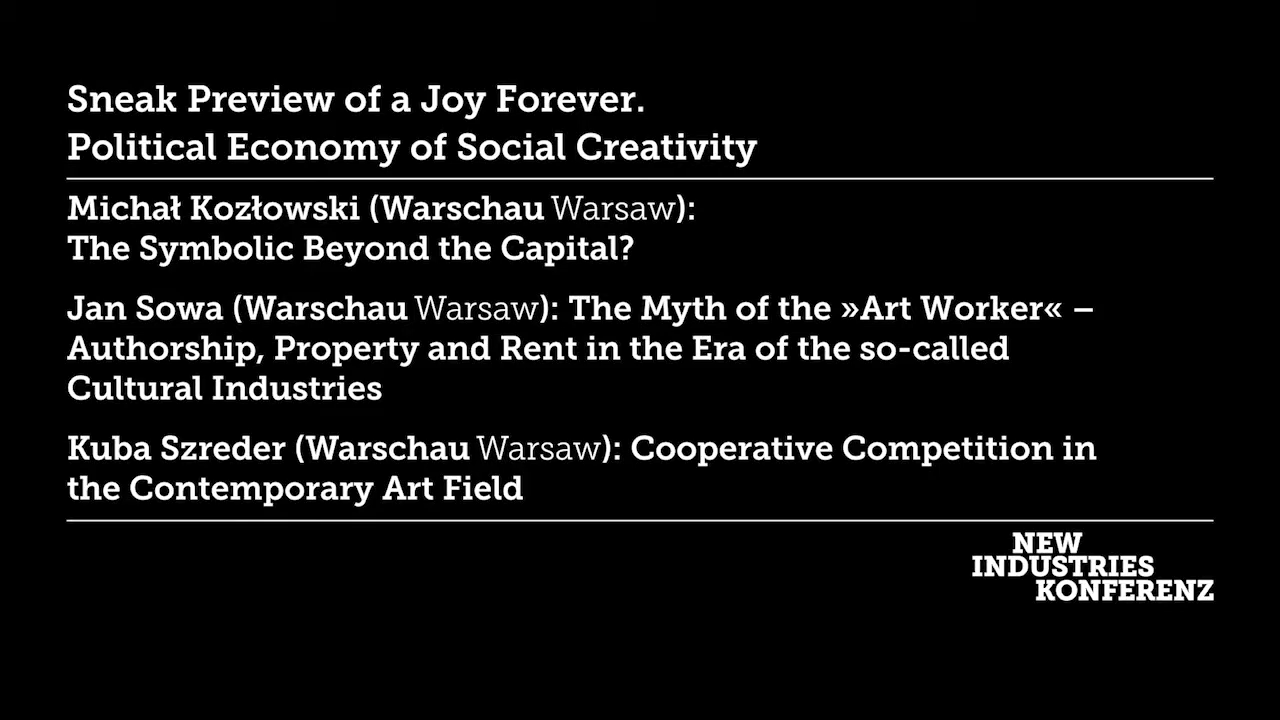 Sneak Preview of a Joy Forever.
Political Economy of Social Creativity
Michał Kozłowski (Warschau Warsaw):
The Symbolic Beyond the Capital?
Jan Sowa (Warschau Warsaw): The Myth of the »Art Worker« –
Authorship, Property and Rent in the Era of the so-called
Cultural Industries
Kuba Szreder (Warschau Warsaw): Cooperative Competition in
the Contemporary Art Field
NEW
INDUSTRIES
KONFERENZ